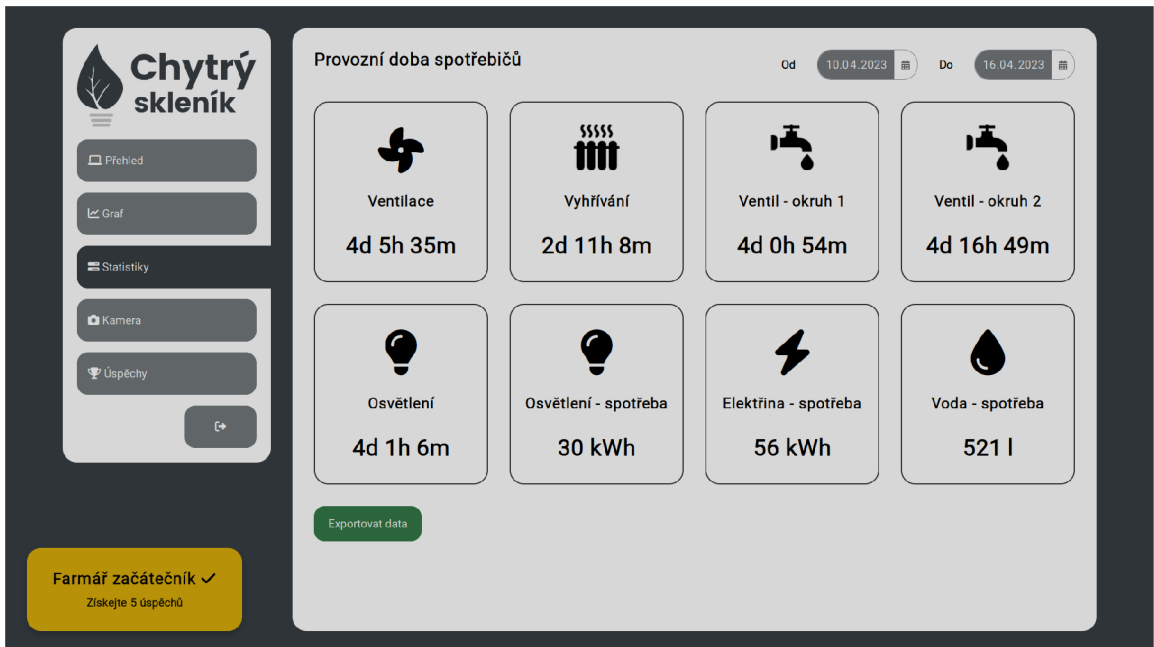 Chytrý
skleník
Přehled
Graf
Statistiky
Kamera
Úspěchy
Farmář začátečník
Získejte 5 úspěchů
Provozní doba spotřebičů
Od 10.04.2023 Do 16.04.2023
Ventilace
4d 5h 35m
Vyhřívání
2d 11h 8m
Ventil - okruh 1
4d 0h 54m
Ventil - okruh 2
4d 16h 49m
Osvětlení
4d 1h 6m
Osvětlení - spotřeba
30 kWh
Elektřina - spotřeba
56 kWh
Voda - spotřeba
521 l
Exportovat data